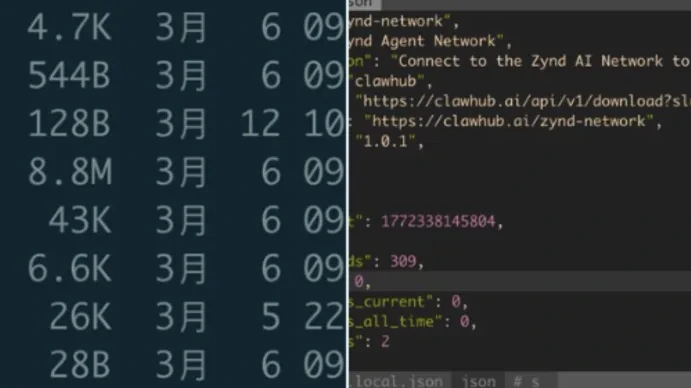 4.7K 3月 6 09
544B 3月 6 09
128B 3月 12 10
8.8M 3月 6 09
43K 3月 6 09
6.6K 3月 6 09
26K 3月 5 22
28B 3月 6 09
json
ynd-network",
ynd Agent Network",
on": "Connect to the Zynd AI Network to
"clawhub",
"https://clawhub.ai/api/v1/download?sl
: "https://clawhub.ai/zynd-network",
"1.0.1",
t": 1772338145804,
ds": 309,
0,
s_current": 0,
s_all_time": 0,
s": 2
.local.json json # s